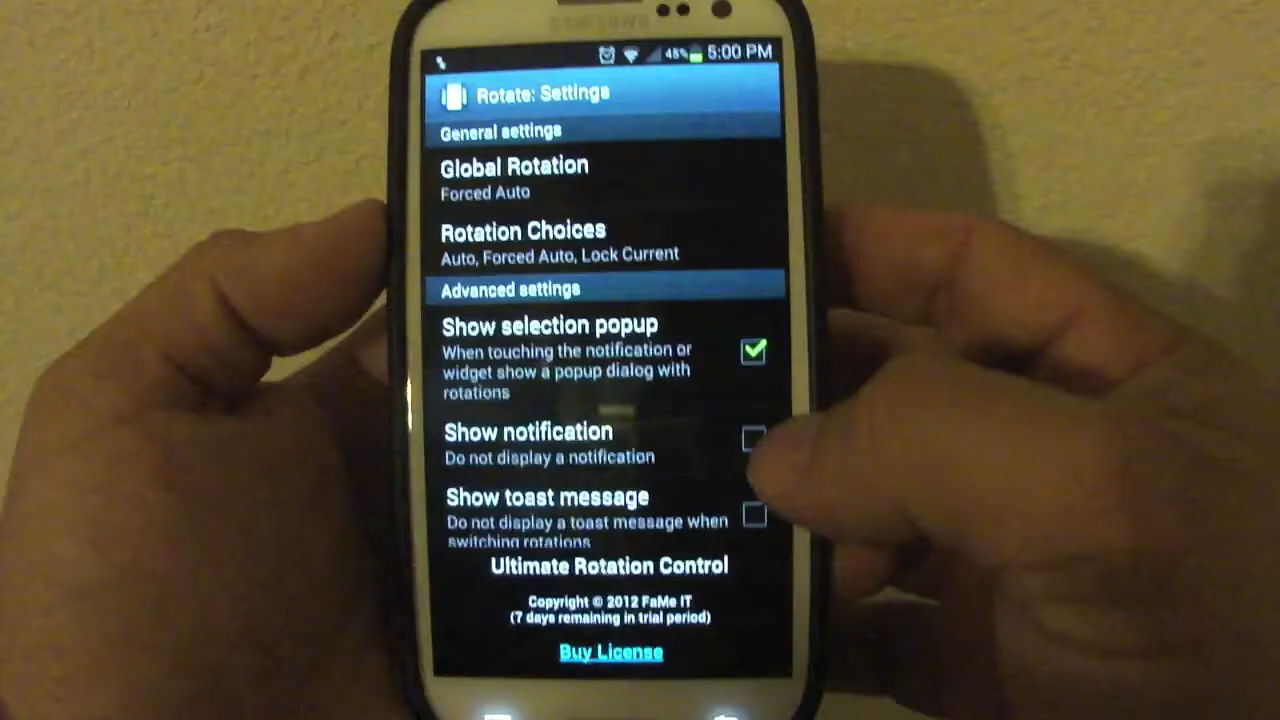 SAMSUNG
48% 5:00 PM
Rotate: Settings
General settings
Global Rotation
Forced Auto
Rotation Choices
Auto, Forced Auto, Lock Current
Advanced settings
Show selection popup
When touching the notification or
widget show a popup dialog with
rotations
Show notification
Do not display a notification
Show toast message
Do not display a toast message when
switching rotations
Ultimate Rotation Control
Copyright © 2012 FaMe IT
(7 days remaining in trial period)
Buy License